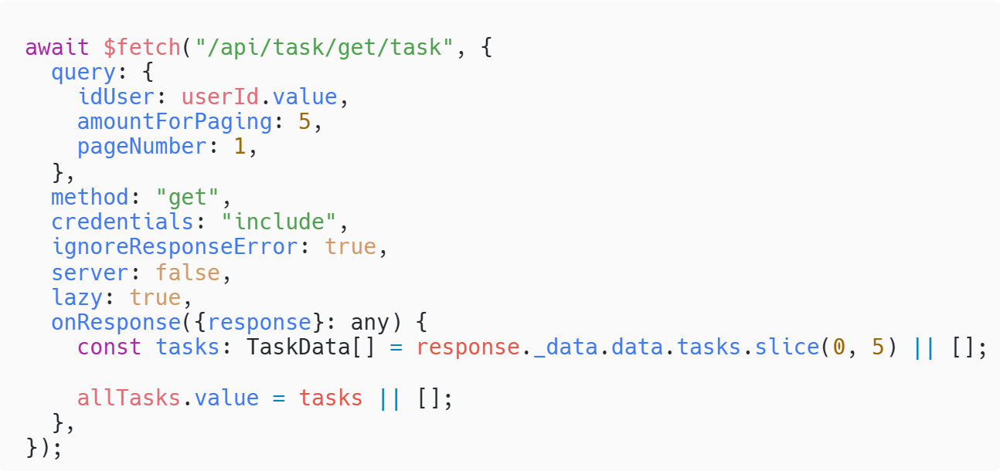 await $fetch("/api/task/get/task", {
  query: {
    idUser: userId.value,
    amountForPaging: 5,
    pageNumber: 1,
  },
  method: "get",
  credentials: "include",
  ignoreResponseError: true,
  server: false,
  lazy: true,
  onResponse({response}: any) {
    const tasks: TaskData[] = response._data.data.tasks.slice(0, 5) || [];

    allTasks.value = tasks || [];
  },
});